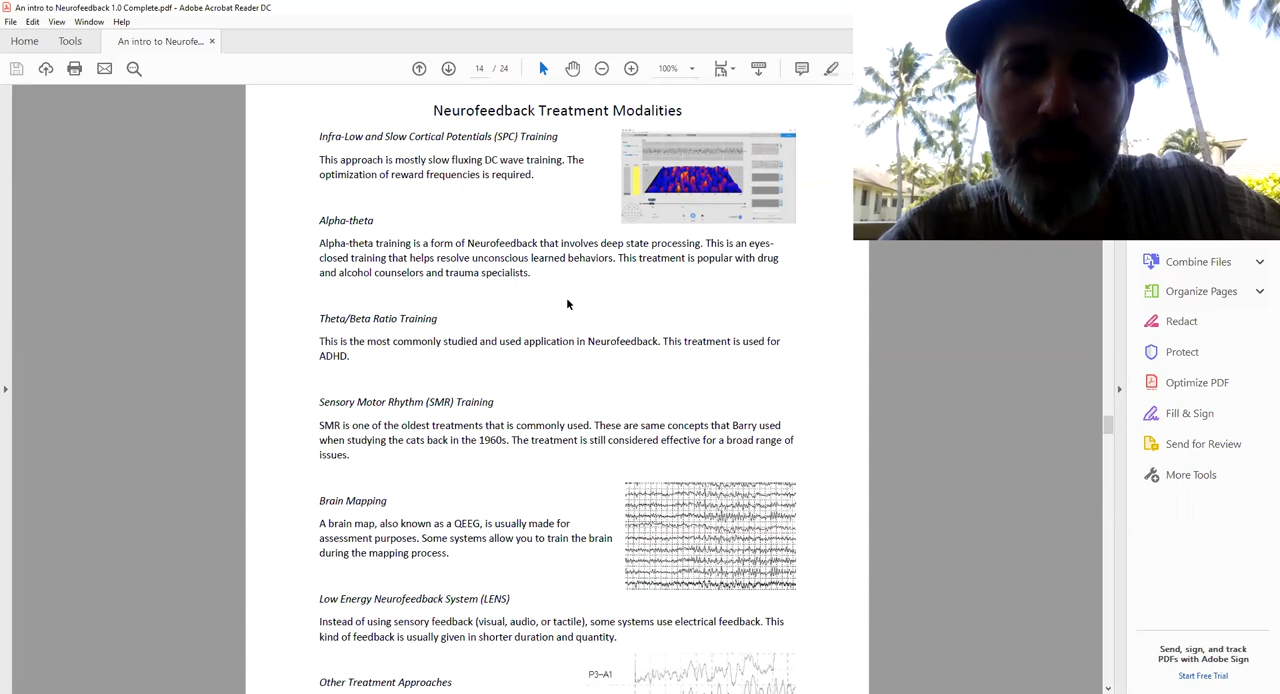 An intro to Neurofeedback 1.0 Complete.pdf - Adobe Acrobat Reader DC
File Edit View Window Help
Home Tools An intro to Neurofe... ×
14 / 24 100%
Neurofeedback Treatment Modalities
Infra-Low and Slow Cortical Potentials (SPC) Training
This approach is mostly slow fluxing DC wave training. The
optimization of reward frequencies is required.
Alpha-theta
Alpha-theta training is a form of Neurofeedback that involves deep state processing. This is an eyes-
closed training that helps resolve unconscious learned behaviors. This treatment is popular with drug
and alcohol counselors and trauma specialists.
Theta/Beta Ratio Training
This is the most commonly studied and used application in Neurofeedback. This treatment is used for
ADHD.
Sensory Motor Rhythm (SMR) Training
SMR is one of the oldest treatments that is commonly used. These are same concepts that Barry used
when studying the cats back in the 1960s. The treatment is still considered effective for a broad range of
issues.
Brain Mapping
A brain map, also known as a QEEG, is usually made for
assessment purposes. Some systems allow you to train the brain
during the mapping process.
Low Energy Neurofeedback System (LENS)
Instead of using sensory feedback (visual, audio, or tactile), some systems use electrical feedback. This
kind of feedback is usually given in shorter duration and quantity.
P3–A1
Other Treatment Approaches
Combine Files
Organize Pages
Redact
Protect
Optimize PDF
Fill & Sign
Send for Review
More Tools
Send, sign, and track
PDFs with Adobe Sign
Start Free Trial